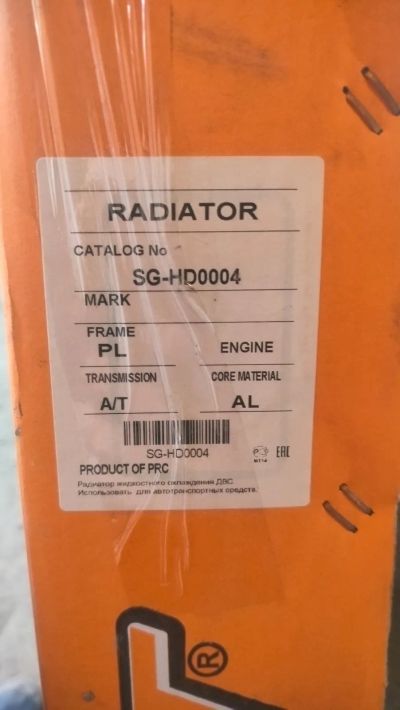 RADIATOR
CATALOG No
SG-HD0004
MARK
FRAME
PL
ENGINE
TRANSMISSION
CORE MATERIAL
A/T
AL
SG-HD0004
PRODUCT OF PRC
EAC
Радиатор жидкостного охлаждения ДВС
Использовать для автотранспортных средств.
®